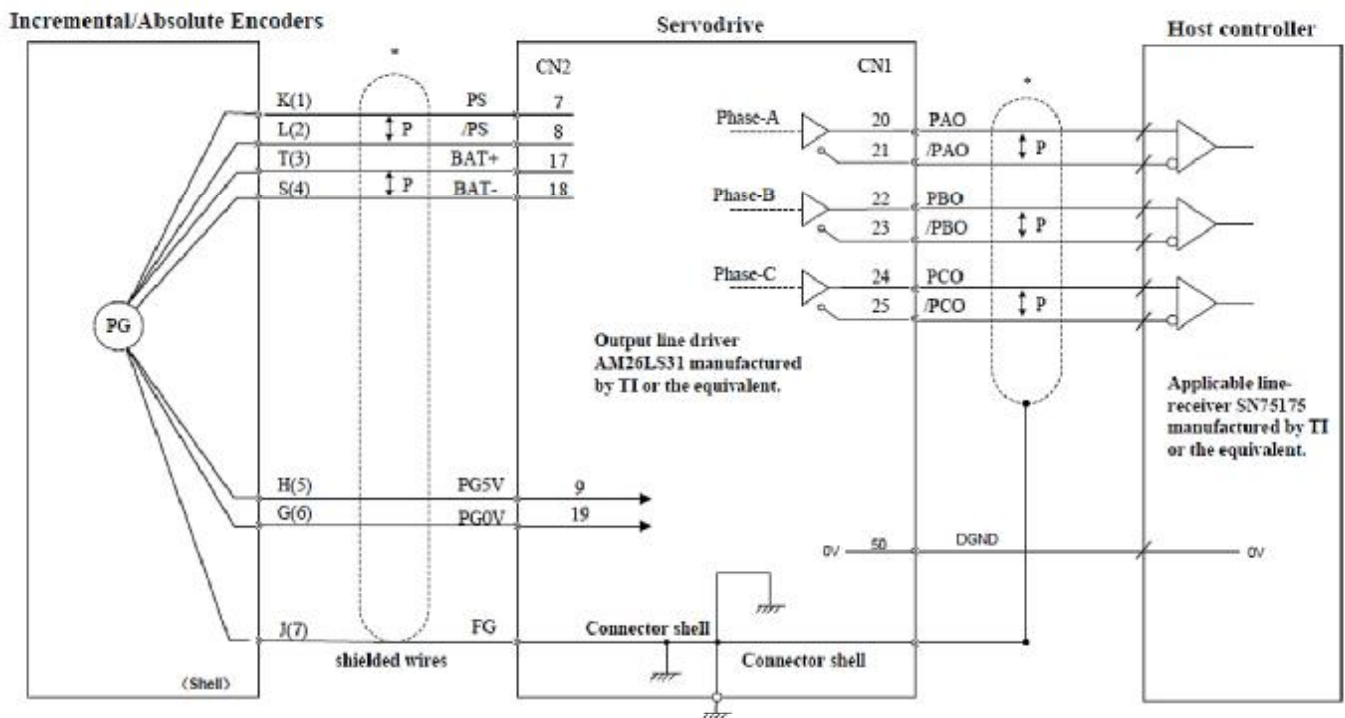 Incremental/Absolute Encoders
Servodrive
Host controller
*
CN2
CN1
*
K(1) PS 7
L(2) /PS 8
P
T(3) BAT+ 17
S(4) BAT- 18
P
PG
H(5) PG5V 9
G(6) PG0V 19
J(7) FG
shielded wires
(Shell)
Phase-A
20 PAO
21 /PAO
P
Phase-B
22 PBO
23 /PBO
P
Phase-C
24 PCO
25 /PCO
P
Output line driver
AM26LS31 manufactured
by TI or the equivalent.
Applicable line-
receiver SN75175
manufactured by TI
or the equivalent.
0V 50 DGND 0V
Connector shell
Connector shell